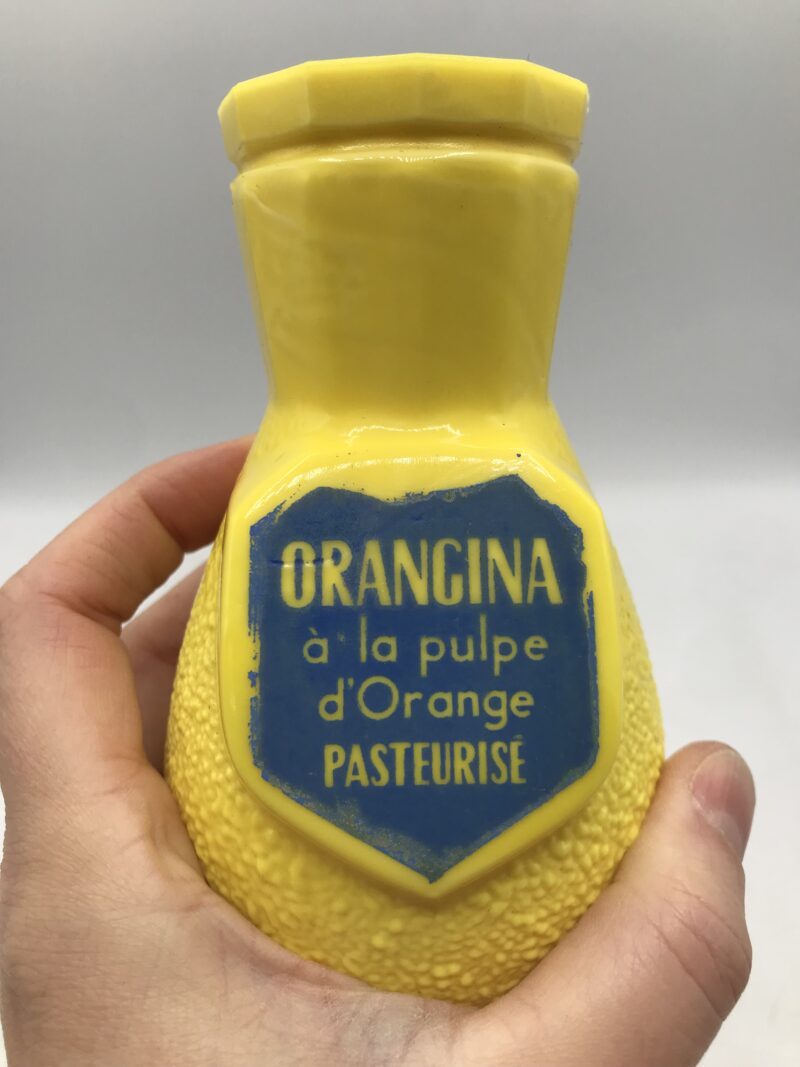 ORANGINA
à la pulpe
d'Orange
PASTEURISÉ